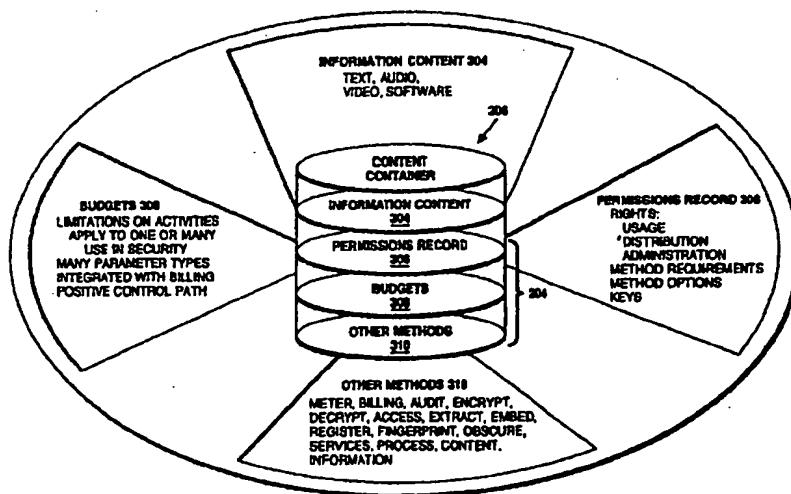 INFORMATION CONTENT 304
TEXT, AUDIO,
VIDEO, SOFTWARE
CONTENT
CONTAINER
INFORMATION CONTENT
304
PERMISSIONS RECORD
BUDGETS
308
OTHER METHODS
310
BUDGETS 308
LIMITATIONS ON ACTIVITIES
APPLY TO ONE OR MANY
USE IN SECURITY
MANY PARAMETER TYPES
INTEGRATED WITH BILLING
POSITIVE CONTROL PATH
PERMISSIONS RECORD
RIGHTS:
USAGE
DISTRIBUTION
ADMINISTRATION
METHOD REQUIREMENTS
METHOD OPTIONS
KEYS
204
OTHER METHODS 310
METER, BILLING, AUDIT, ENCRYPT,
DECRYPT, ACCESS, EXTRACT, EMBED,
REGISTER, FINGERPRINT, OBSCURE,
SERVICES, PROCESS, CONTENT,
INFORMATION